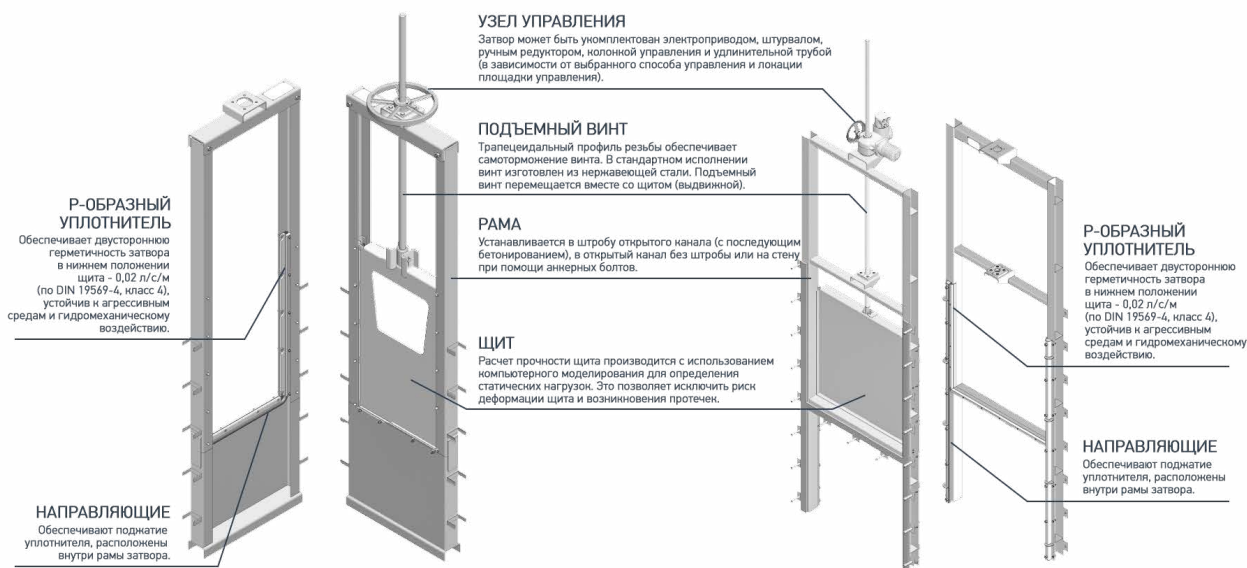 УЗЕЛ УПРАВЛЕНИЯ
Затвор может быть укомплектован электроприводом, штурвалом,
ручным редуктором, колонкой управления и удлинительной трубой
(в зависимости от выбранного способа управления и локации
площадки управления).
ПОДЪЕМНЫЙ ВИНТ
Трапецеидальный профиль резьбы обеспечивает
самоторможение винта. В стандартном исполнении
винт изготовлен из нержавеющей стали. Подъемный
винт перемещается вместе со щитом (выдвижной).
Р-ОБРАЗНЫЙ
УПЛОТНИТЕЛЬ
Обеспечивает двустороннюю
герметичность затвора
в нижнем положении
щита - 0,02 л/с/м
(по DIN 19569-4, класс 4),
устойчив к агрессивным
средам и гидромеханическому
воздействию.
РАМА
Устанавливается в штробу открытого канала (с последующим
бетонированием), в открытый канал без штробы или на стену
при помощи анкерных болтов.
Р-ОБРАЗНЫЙ
УПЛОТНИТЕЛЬ
Обеспечивает двустороннюю
герметичность затвора
в нижнем положении
щита - 0,02 л/с/м
(по DIN 19569-4, класс 4),
устойчив к агрессивным
средам и гидромеханическому
воздействию.
ЩИТ
Расчет прочности щита производится с использованием
компьютерного моделирования для определения
статических нагрузок. Это позволяет исключить риск
деформации щита и возникновения протечек.
НАПРАВЛЯЮЩИЕ
Обеспечивают поджатие
уплотнителя, расположены
внутри рамы затвора.
НАПРАВЛЯЮЩИЕ
Обеспечивают поджатие
уплотнителя, расположены
внутри рамы затвора.